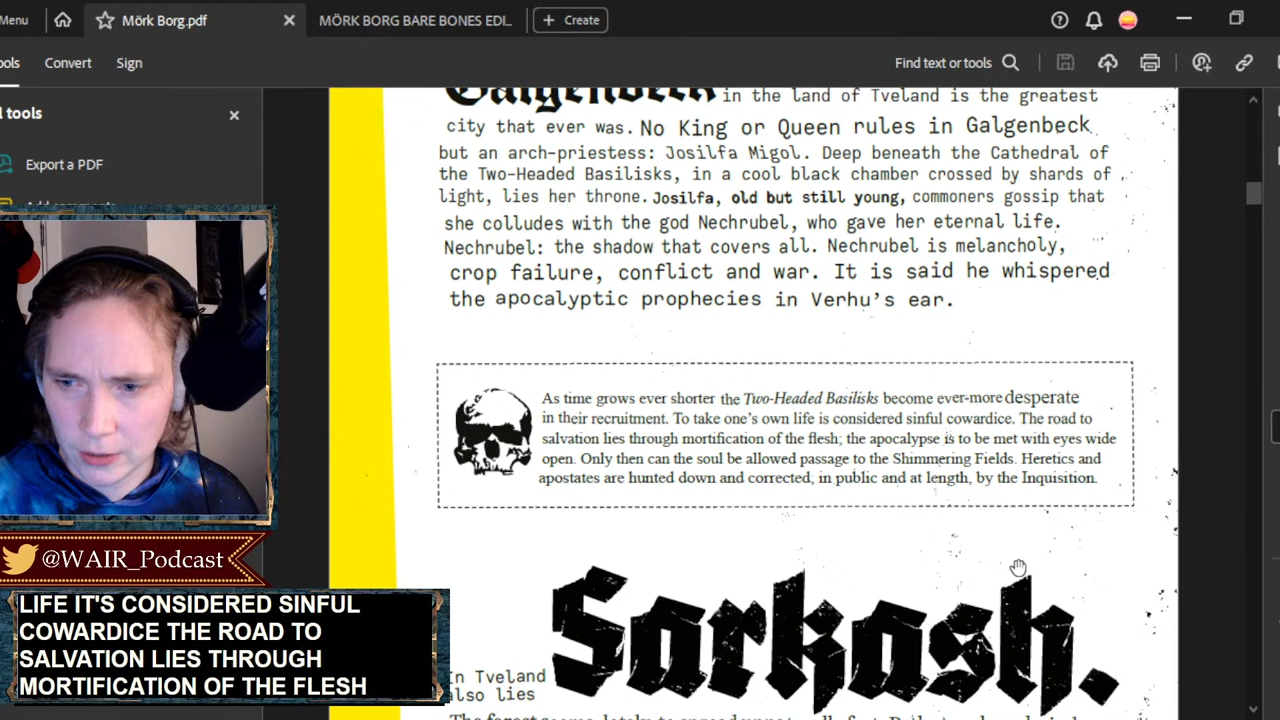 Menu
Mörk Borg.pdf
MÖRK BORG BARE BONES EDI...
Create
ools
Convert
Sign
Find text or tools
l tools
Export a PDF
Galgenbeck in the land of Tveland is the greatest
city that ever was. No King or Queen rules in Galgenbeck
but an arch-priestess: Josilfa Migol. Deep beneath the Cathedral of
the Two-Headed Basilisks, in a cool black chamber crossed by shards of
light, lies her throne. Josilfa, old but still young, commoners gossip that
she colludes with the god Nechrubel, who gave her eternal life.
Nechrubel: the shadow that covers all. Nechrubel is melancholy,
crop failure, conflict and war. It is said he whispered
the apocalyptic prophecies in Verhu's ear.
As time grows ever shorter the Two-Headed Basilisks become ever-more desperate
in their recruitment. To take one's own life is considered sinful cowardice. The road to
salvation lies through mortification of the flesh; the apocalypse is to be met with eyes wide
open. Only then can the soul be allowed passage to the Shimmering Fields. Heretics and
apostates are hunted down and corrected, in public and at length, by the Inquisition.
In Tveland
also lies
Sarkash.
@WAIR_Podcast
LIFE IT'S CONSIDERED SINFUL
COWARDICE THE ROAD TO
SALVATION LIES THROUGH
MORTIFICATION OF THE FLESH